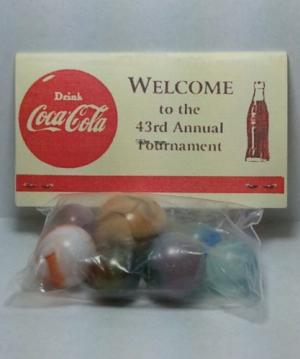 Drink
Coca-Cola
WELCOME
to the
43rd Annual
Tournament